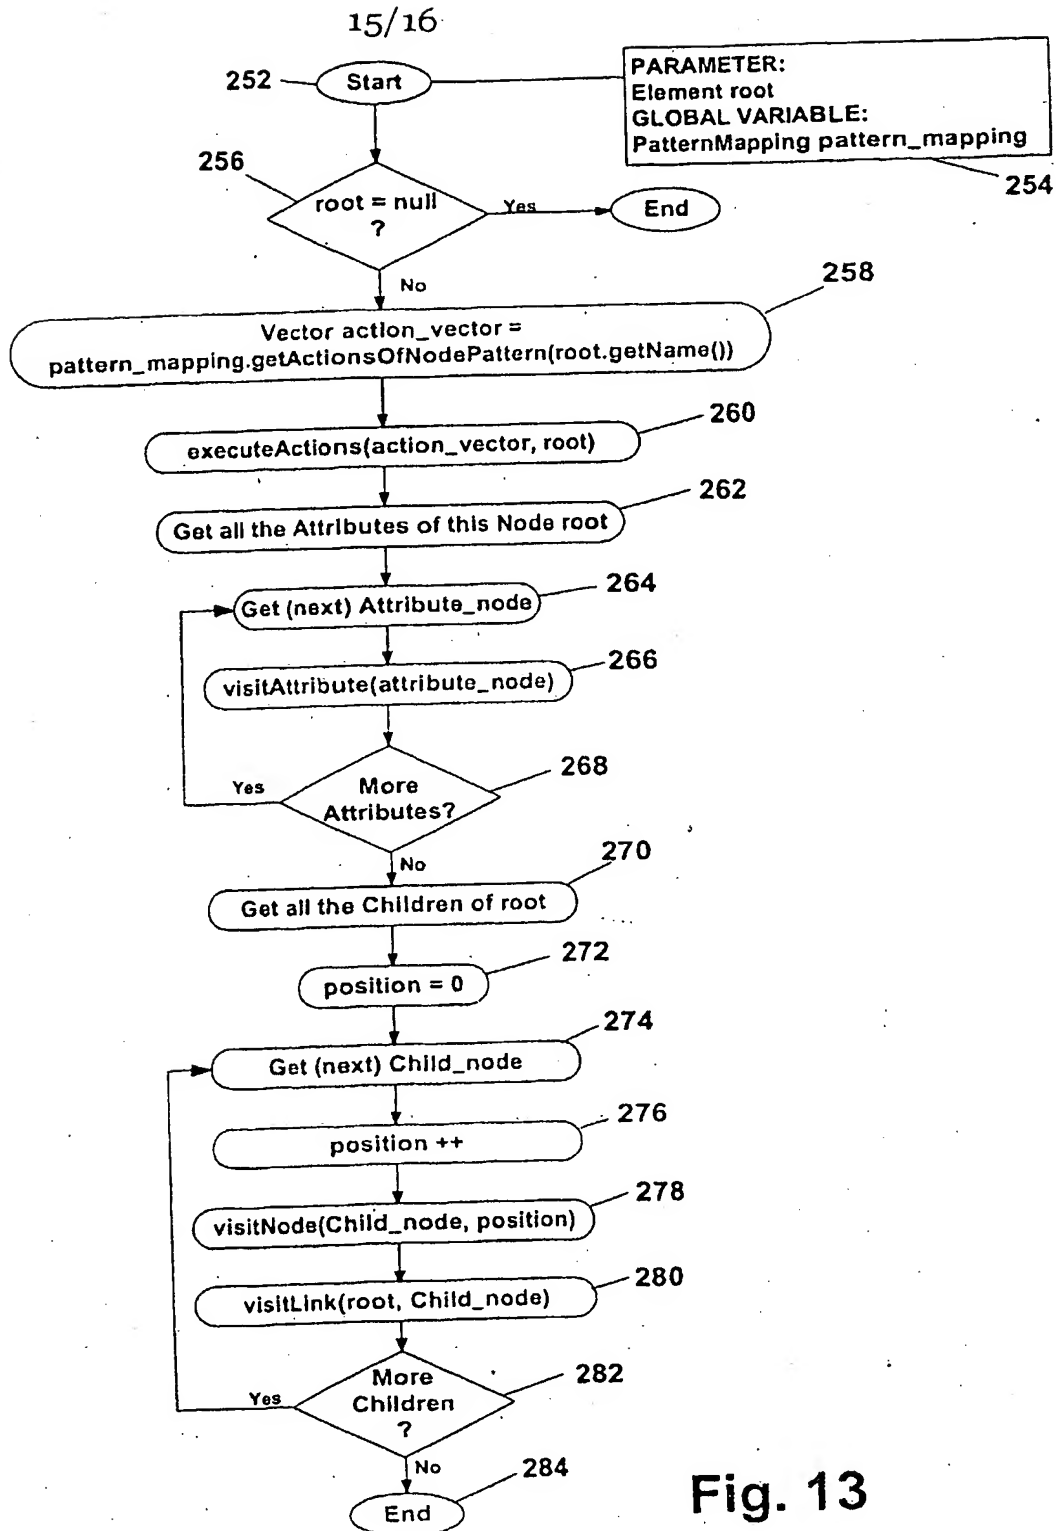 15/16
252
Start
PARAMETER:
Element root
GLOBAL VARIABLE:
PatternMapping pattern_mapping
254
256
root = null
?
Yes
End
No
258
Vector action_vector =
pattern_mapping.getActionsOfNodePattern(root.getName())
260
executeActions(action_vector, root)
262
Get all the Attributes of this Node root
264
Get (next) Attribute_node
266
visitAttribute(attribute_node)
268
Yes
More
Attributes?
No
270
Get all the Children of root
272
position = 0
274
Get (next) Child_node
276
position ++
278
visitNode(Child_node, position)
280
visitLink(root, Child_node)
282
More
Children
?
Yes
No
284
End
Fig. 13